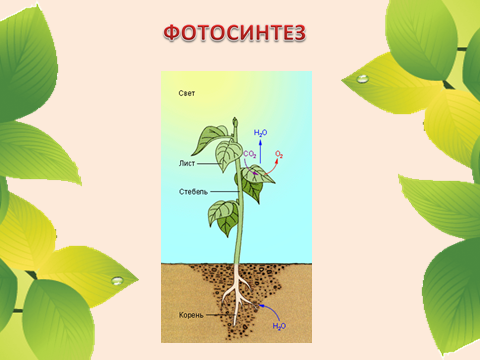 ФОТОСИНТЕЗ
Свет
H₂O
CO₂ O₂
Лист
Стебель
Корень
H₂O